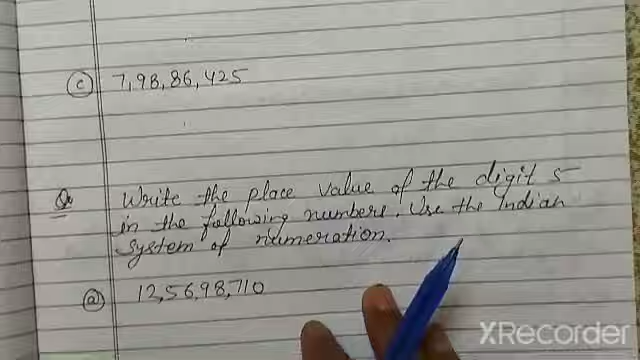 (c) 7,98,86,425
Q. Write the place value of the digit 5
in the following numbers. Use the Indian
system of numeration.
(a) 12,56,98,710
XRecorder